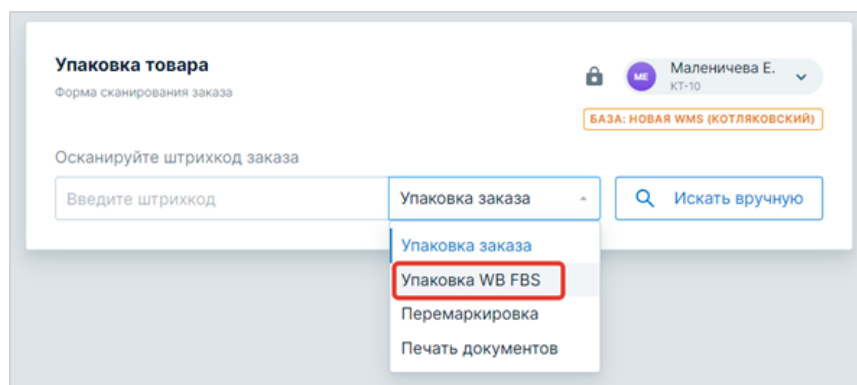 Упаковка товара
Форма сканирования заказа
ME
Маленичева Е.
КТ-10
БАЗА: НОВАЯ WMS (КОТЛЯКОВСКИЙ)
Осканируйте штрихкод заказа
Введите штрихкод
Упаковка заказа
Искать вручную
Упаковка заказа
Упаковка WB FBS
Перемаркировка
Печать документов